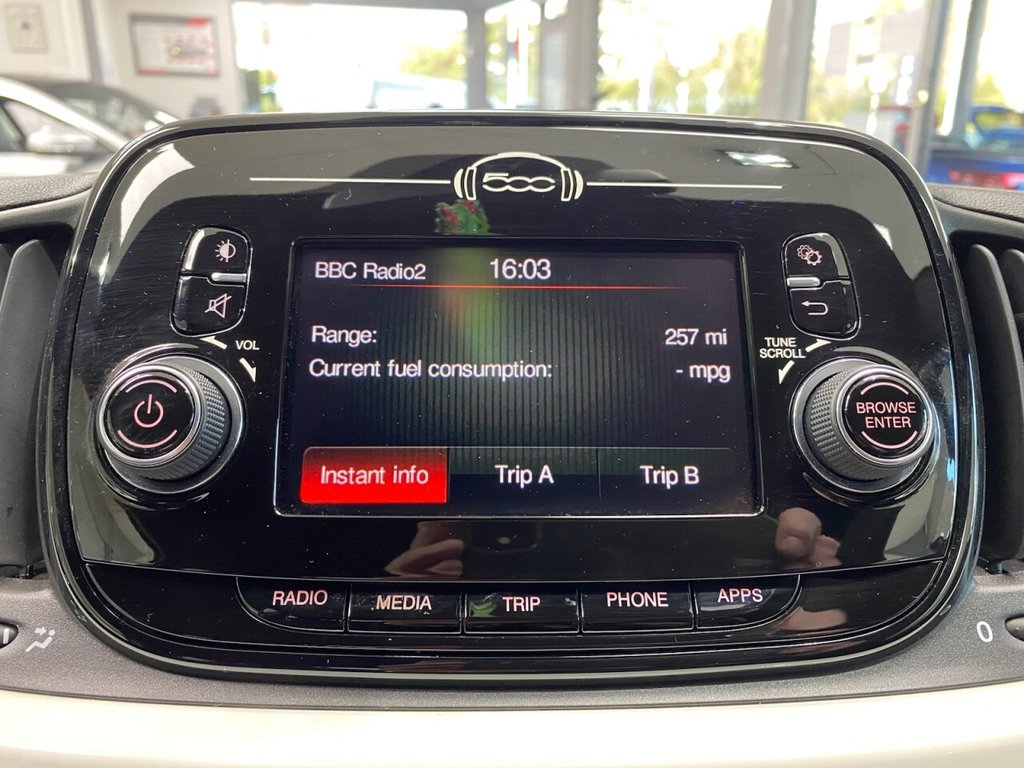 500
BBC Radio2 16:03
VOL
TUNE
SCROLL
Range: 257 mi
Current fuel consumption: - mpg
BROWSE
ENTER
Instant info Trip A Trip B
RADIO MEDIA TRIP PHONE APPS
0